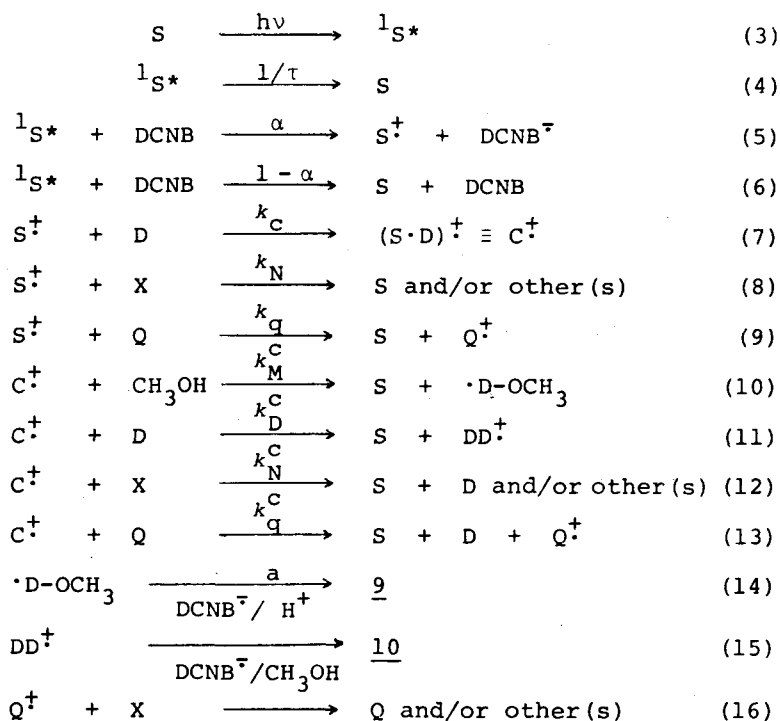 S —hν→ ¹S* (3)
¹S* —1/τ→ S (4)
¹S* + DCNB —α→ S⁺· + DCNB⁻· (5)
¹S* + DCNB —1 - α→ S + DCNB (6)
S⁺· + D —k_C→ (S·D)⁺· ≡ C⁺· (7)
S⁺· + X —k_N→ S and/or other(s) (8)
S⁺· + Q —k_q→ S + Q⁺· (9)
C⁺· + CH₃OH —k_M^C→ S + ·D-OCH₃ (10)
C⁺· + D —k_D^C→ S + DD⁺· (11)
C⁺· + X —k_N^C→ S + D and/or other(s) (12)
C⁺· + Q —k_q^C→ S + D + Q⁺· (13)
·D-OCH₃ —a→ 9 (14)
DCNB⁻·/ H⁺
DD⁺· ⟶ 10 (15)
DCNB⁻·/CH₃OH
Q⁺· + X ⟶ Q and/or other(s) (16)